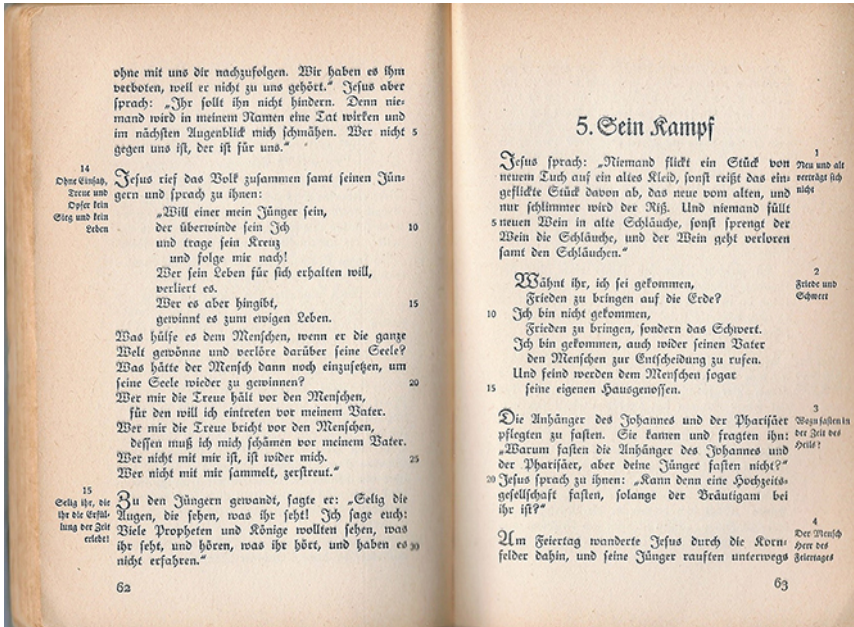 ohne mit uns dir nachzufolgen. Wir haben es ihm
verboten, weil er nicht zu uns gehört.“ Jesus aber
sprach: „Ihr sollt ihn nicht hindern. Denn nie-
mand wird in meinem Namen eine Tat wirken und
im nächsten Augenblick mich schmähen. Wer nicht 5
gegen uns ist, der ist für uns.“
14
Ohne Einsatz,
Treue und
Opfer kein
Sieg und kein
Leben
Jesus rief das Volk zusammen samt seinen Jün-
gern und sprach zu ihnen:
„Will einer mein Jünger sein,
der überwinde sein Ich 10
und trage sein Kreuz
und folge mir nach!
Wer sein Leben für sich erhalten will,
verliert es.
Wer es aber hingibt, 15
gewinnt es zum ewigen Leben.
Was hülfe es dem Menschen, wenn er die ganze
Welt gewönne und verlöre darüber seine Seele?
Was hätte der Mensch dann noch einzusetzen, um
seine Seele wieder zu gewinnen? 20
Wer mir die Treue hält vor den Menschen,
für den will ich eintreten vor meinem Vater.
Wer mir die Treue bricht vor den Menschen,
dessen muß ich mich schämen vor meinem Vater.
Wer nicht mit mir ist, ist wider mich. 25
Wer nicht mit mir sammelt, zerstreut.“
15
Selig ihr, die
ihr die Erfül-
lung der Zeit
erlebt!
Zu den Jüngern gewandt, sagte er: „Selig die
Augen, die sehen, was ihr seht! Ich sage euch:
Viele Propheten und Könige wollten sehen, was
ihr seht, und hören, was ihr hört, und haben es 30
nicht erfahren.“
62
5. Sein Kampf
1
Neu und alt
verträgt sich
nicht
Jesus sprach: „Niemand flickt ein Stück von
neuem Tuch auf ein altes Kleid, sonst reißt das ein-
geflickte Stück davon ab, das neue vom alten, und
nur schlimmer wird der Riß. Und niemand füllt
5 neuen Wein in alte Schläuche, sonst sprengt der
Wein die Schläuche, und der Wein geht verloren
samt den Schläuchen.“
2
Friede und
Schwert
Wähnt ihr, ich sei gekommen,
Frieden zu bringen auf die Erde?
10 Ich bin nicht gekommen,
Frieden zu bringen, sondern das Schwert.
Ich bin gekommen, auch wider seinen Vater
den Menschen zur Entscheidung zu rufen.
Und feind werden dem Menschen sogar
15 seine eigenen Hausgenossen.
3
Wozu fasten in
der Zeit des
Heils?
Die Anhänger des Johannes und der Pharisäer
pflegten zu fasten. Sie kamen und fragten ihn:
„Warum fasten die Anhänger des Johannes und
der Pharisäer, aber deine Jünger fasten nicht?“
20 Jesus sprach zu ihnen: „Kann denn eine Hochzeits-
gesellschaft fasten, solange der Bräutigam bei
ihr ist?“
4
Der Mensch
Herr des
Feiertages
Am Feiertag wanderte Jesus durch die Korn-
felder dahin, und seine Jünger rauften unterwegs
63